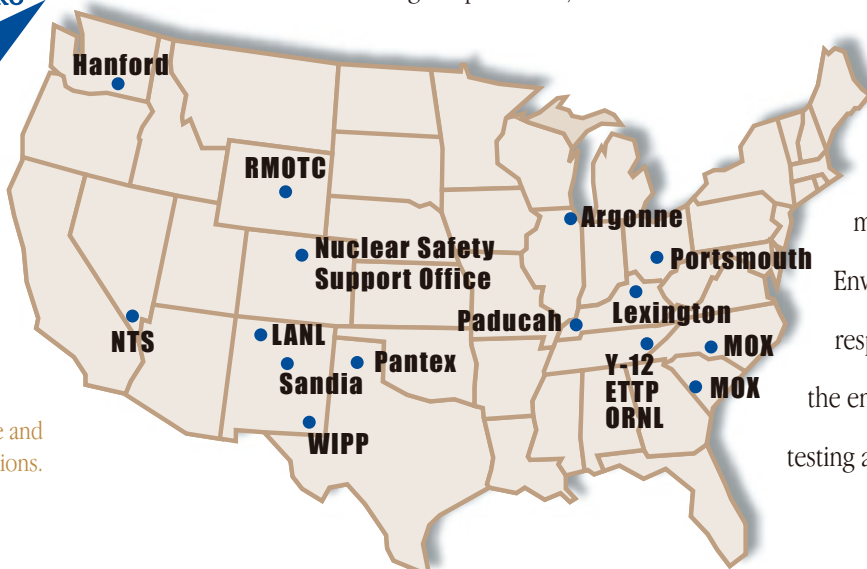 Hanford
RMOTC
Argonne
Nuclear Safety
Support Office
Portsmouth
Env
Lexington
Paducah
NTS
LANL
resp
MOX
Pantex
Sandia
Y-12
ETTP
ORNL
MOX
the en
WIPP
e and
tions.
testing a